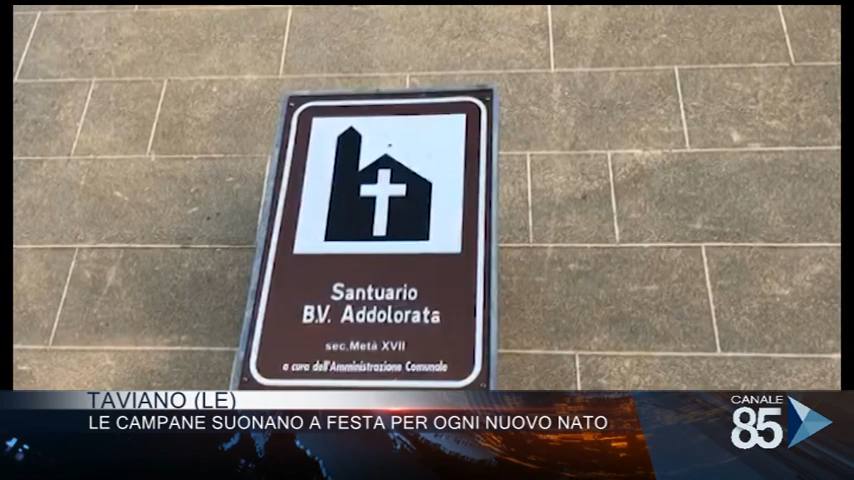 Santuario
B.V. Addolorata
sec.Metà XVII
a cura dell'Amministrazione Comunale
TAVIANO (LE)
LE CAMPANE SUONANO A FESTA PER OGNI NUOVO NATO
CANALE
85